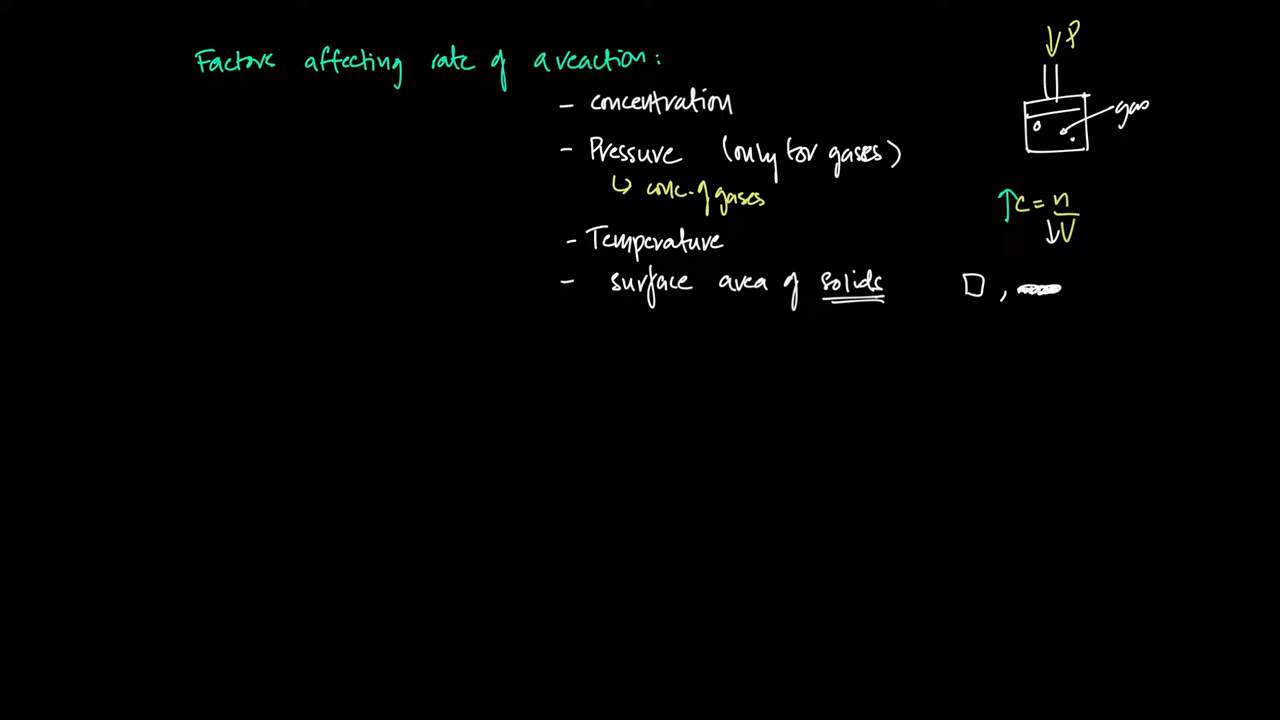 Factors affecting rate of a reaction:
- concentration
- Pressure (only for gases)
↳ conc. of gases
- Temperature
- surface area of solids
↓P
gas
↑c = n/↓V